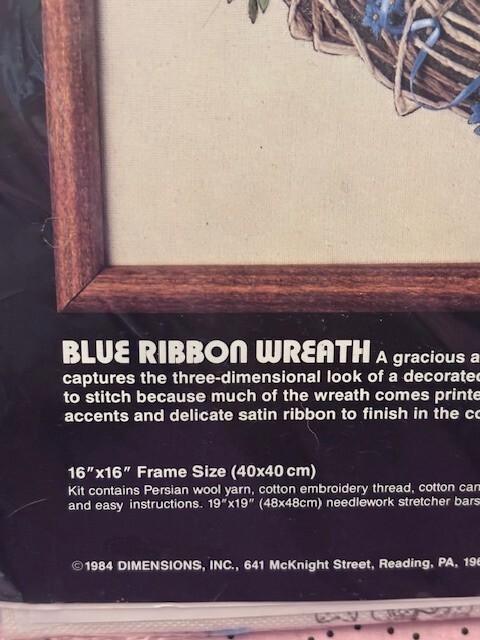 BLUE RIBBON WREATH A gracious a
captures the three-dimensional look of a decorated
to stitch because much of the wreath comes printe
accents and delicate satin ribbon to finish in the co
16"x16" Frame Size (40x40 cm)
Kit contains Persian wool yarn, cotton embroidery thread, cotton can
and easy instructions. 19"x19" (48x48cm) needlework stretcher bars
©1984 DIMENSIONS, INC., 641 McKnight Street, Reading, PA. 196